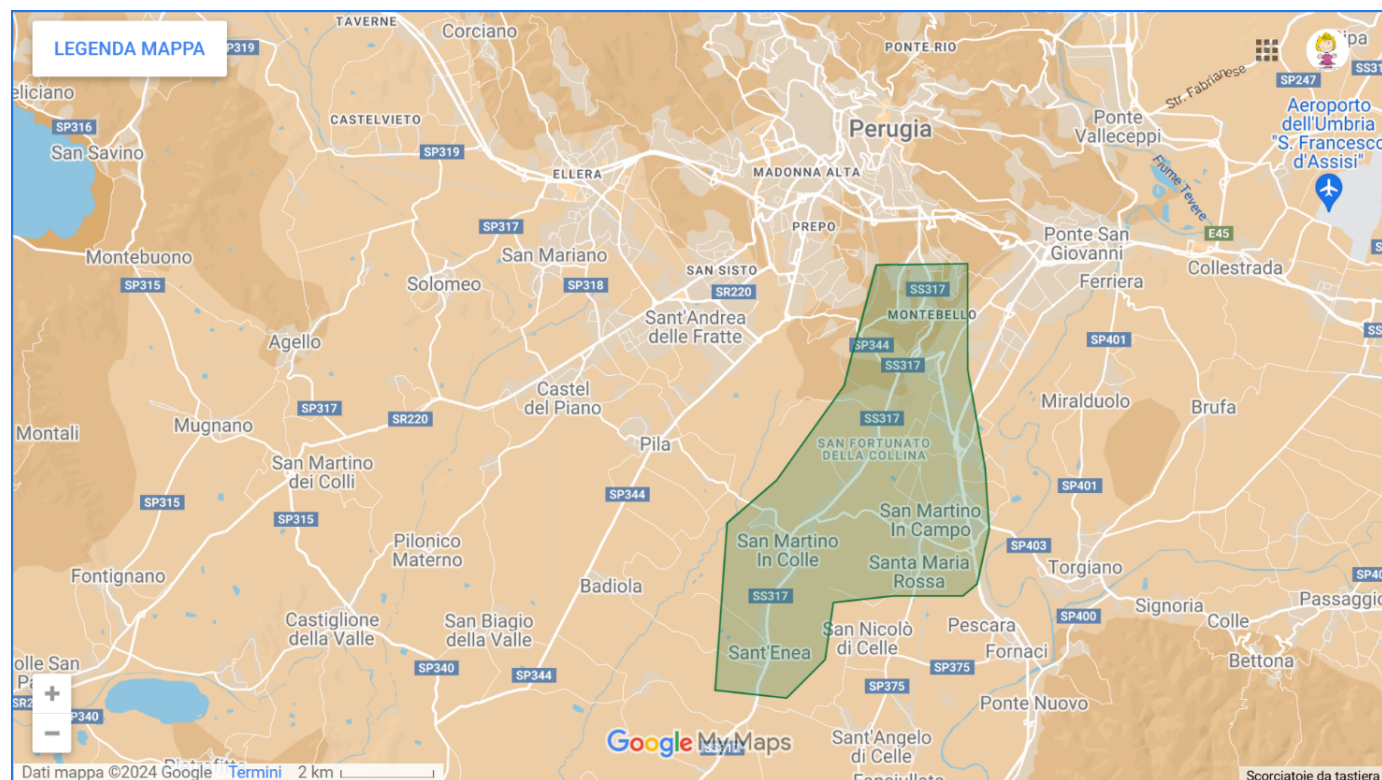 TAVERNE
Corciano
LEGENDA MAPPA
P319
PONTE RIO
SP247
Str. Fabrianese
eliciano
SP316
San Savino
CASTELVIETO
SP319
Perugia
Ponte
Valleceppi
Aeroporto
dell'Umbria
"S. Francesco
d'Assisi"
ELLERA
MADONNA ALTA
Fiume Tevere
SP317
PREPO
E45
Montebuono
San Mariano
Ponte San
Giovanni
SAN SISTO
Collestrada
SP315
Solomeo
SP318
SR220
SS317
Ferriera
Sant'Andrea
delle Fratte
MONTEBELLO
Agello
SP344
SP401
SS317
Castel
del Piano
SP317
SR220
Miralduolo
Brufa
Mugnano
SS317
Montali
Pila
SAN FORTUNATO
DELLA COLLINA
San Martino
dei Colli
SP315
SP344
SP401
SP315
San Martino
In Campo
Pilonico
Materno
San Martino
In Colle
SP403
Santa Maria
Rossa
Torgiano
Fontignano
Badiola
SS317
Signoria
Passaggio
Castiglione
della Valle
San Biagio
della Valle
SP400
Colle
San Nicolò
di Celle
Pescara
Fornaci
Sant'Enea
Bettona
olle San
SP340
SP344
SP375
SP375
Ponte Nuovo
P340
Google My Maps
Sant'Angelo
di Celle
Pietrafitta
Dati mappa ©2024 Google Termini 2 km
Scorciatoie da tastiera